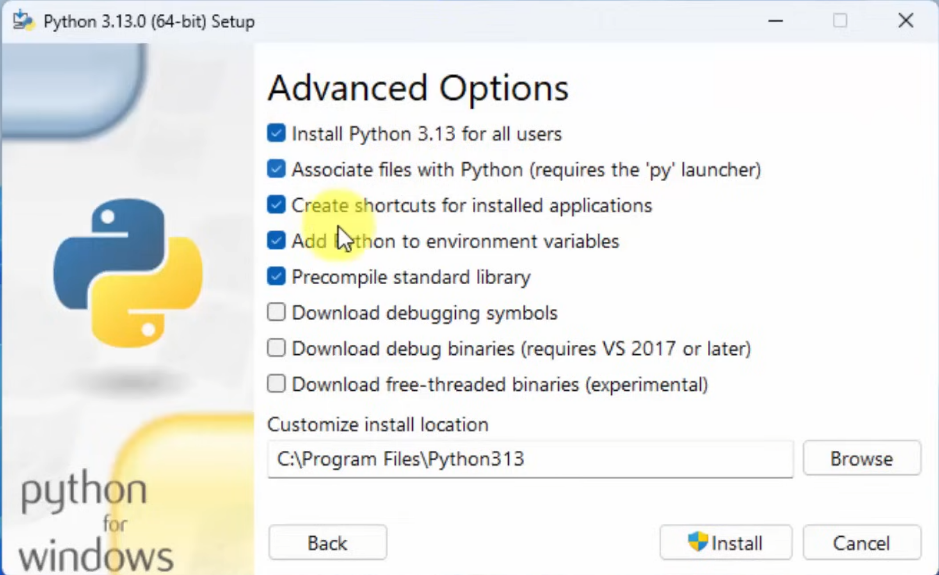 Python 3.13.0 (64-bit) Setup
Advanced Options
Install Python 3.13 for all users
Associate files with Python (requires the 'py' launcher)
Create shortcuts for installed applications
Add Python to environment variables
Precompile standard library
Download debugging symbols
Download debug binaries (requires VS 2017 or later)
Download free-threaded binaries (experimental)
Customize install location
C:\Program Files\Python313
Browse
python
for
windows
Back
Install
Cancel